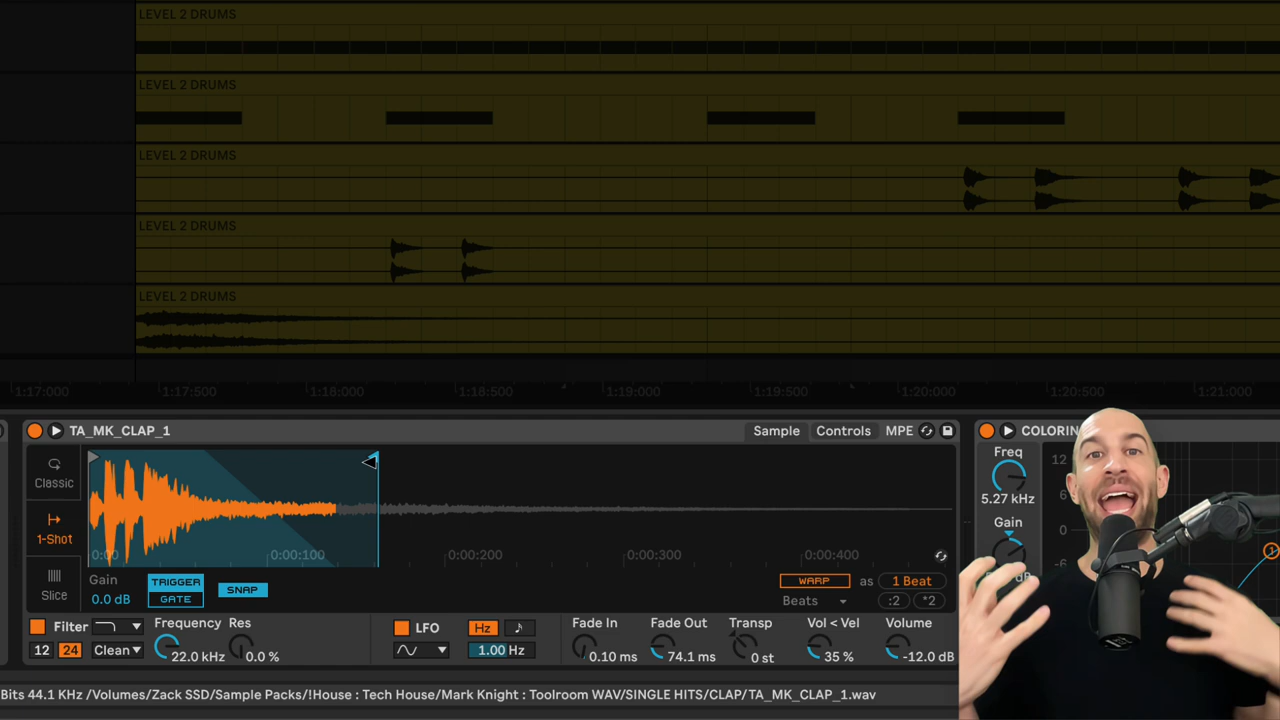 LEVEL 2 DRUMS
LEVEL 2 DRUMS
LEVEL 2 DRUMS
LEVEL 2 DRUMS
LEVEL 2 DRUMS
1:17:000 1:17:500 1:18:000 1:18:500 1:19:000 1:19:500 1:20:000 1:20:500 1:21:000
TA_MK_CLAP_1 Sample Controls MPE
Classic
1-Shot
Slice
0:00 0:00:100 0:00:200 0:00:300 0:00:400
Gain
0.0 dB
TRIGGER
GATE
SNAP
WARP as 1 Beat
Beats :2 *2
Filter Frequency Res
12 24 Clean 22.0 kHz 0.0 %
LFO Hz
1.00 Hz
Fade In Fade Out Transp Vol < Vel Volume
0.10 ms 74.1 ms 0 st 35 % -12.0 dB
COLORIN
Freq
5.27 kHz
Gain
12
6
0
-6
1
Bits 44.1 KHz /Volumes/Zack SSD/Sample Packs/!House : Tech House/Mark Knight : Toolroom WAV/SINGLE HITS/CLAP/TA_MK_CLAP_1.wav